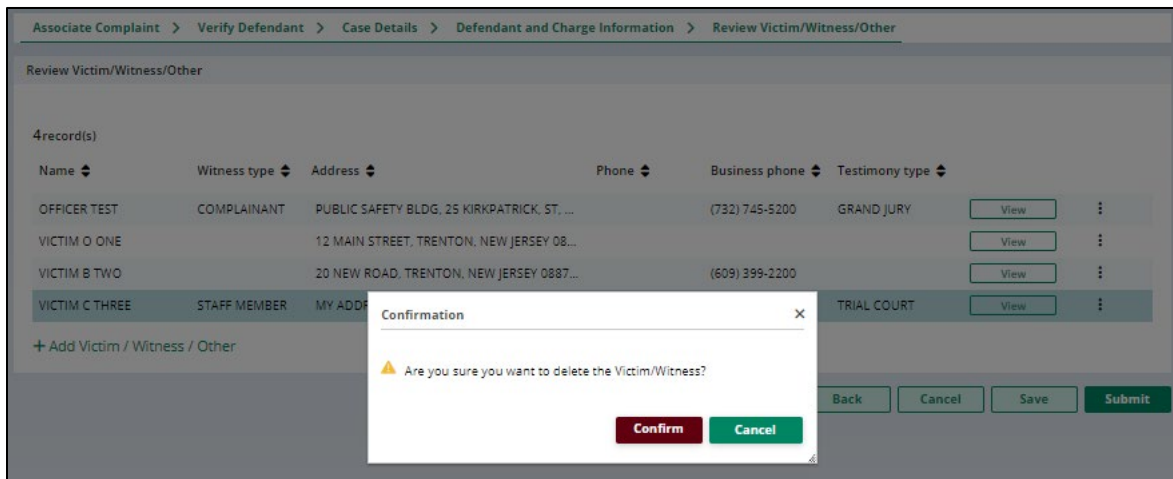 Associate Complaint > Verify Defendant > Case Details > Defendant and Charge Information > Review Victim/Witness/Other
Review Victim/Witness/Other
4record(s)
Name Witness type Address Phone Business phone Testimony type
OFFICER TEST COMPLAINANT PUBLIC SAFETY BLDG, 25 KIRKPATRICK, ST, ... (732) 745-5200 GRAND JURY View
VICTIM O ONE 12 MAIN STREET, TRENTON, NEW JERSEY 08... View
VICTIM B TWO 20 NEW ROAD, TRENTON, NEW JERSEY 0887... (609) 399-2200 View
VICTIM C THREE STAFF MEMBER MY ADDR TRIAL COURT View
Confirmation ×
+ Add Victim / Witness / Other
Are you sure you want to delete the Victim/Witness?
Back Cancel Save Submit
Confirm Cancel